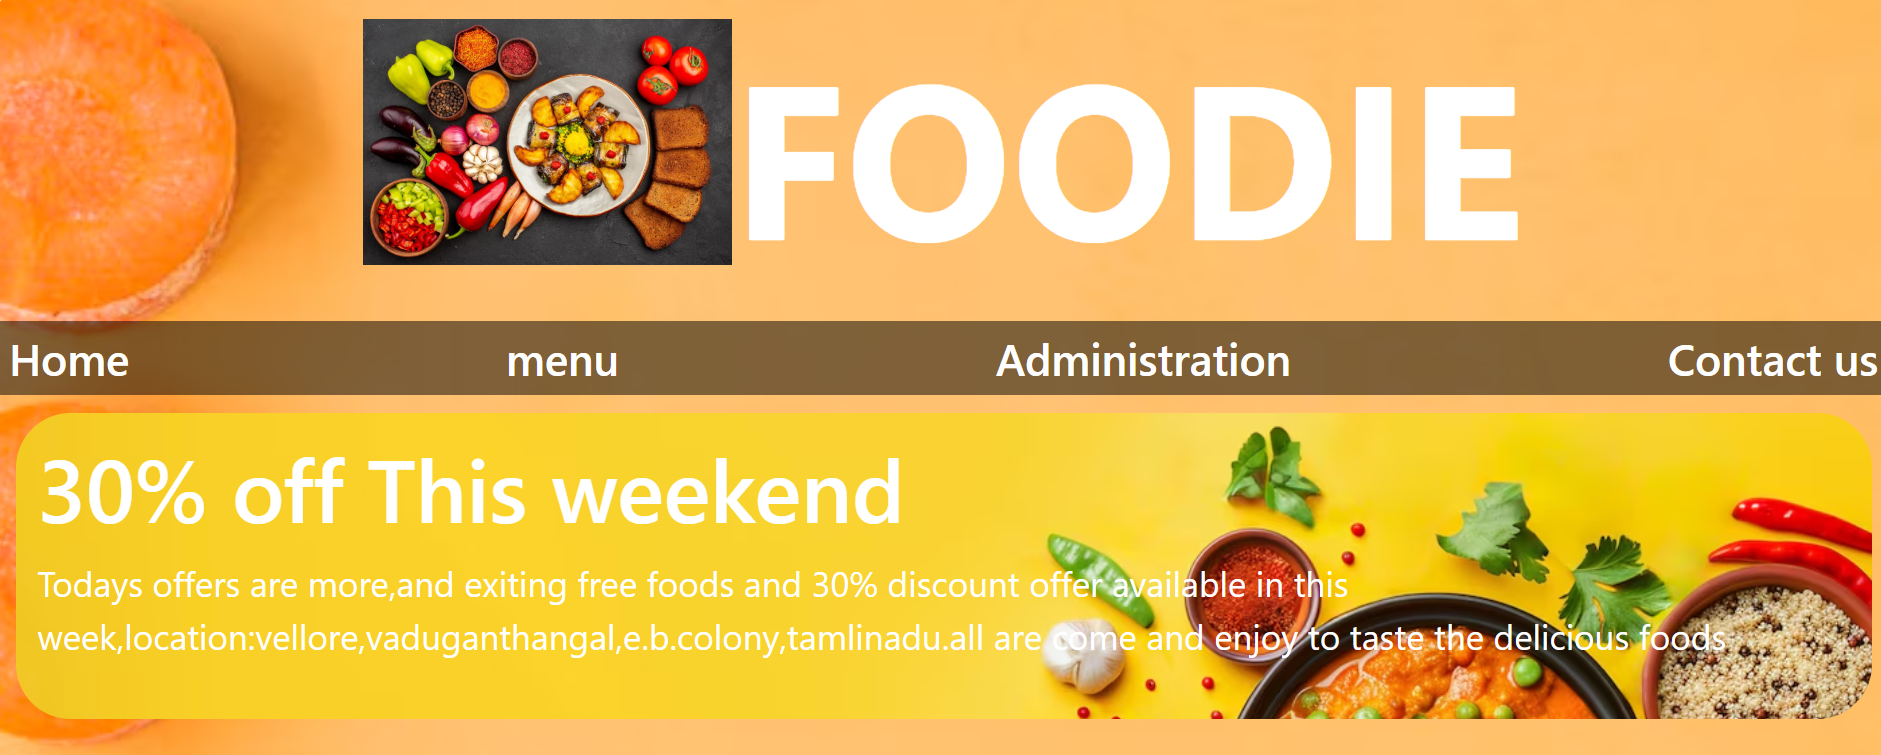 FOODIE
Home menu Administration Contact us
30% off This weekend
Todays offers are more,and exiting free foods and 30% discount offer available in this
week,location:vellore,vaduganthangal,e.b.colony,tamlinadu.all are come and enjoy to taste the delicious foods